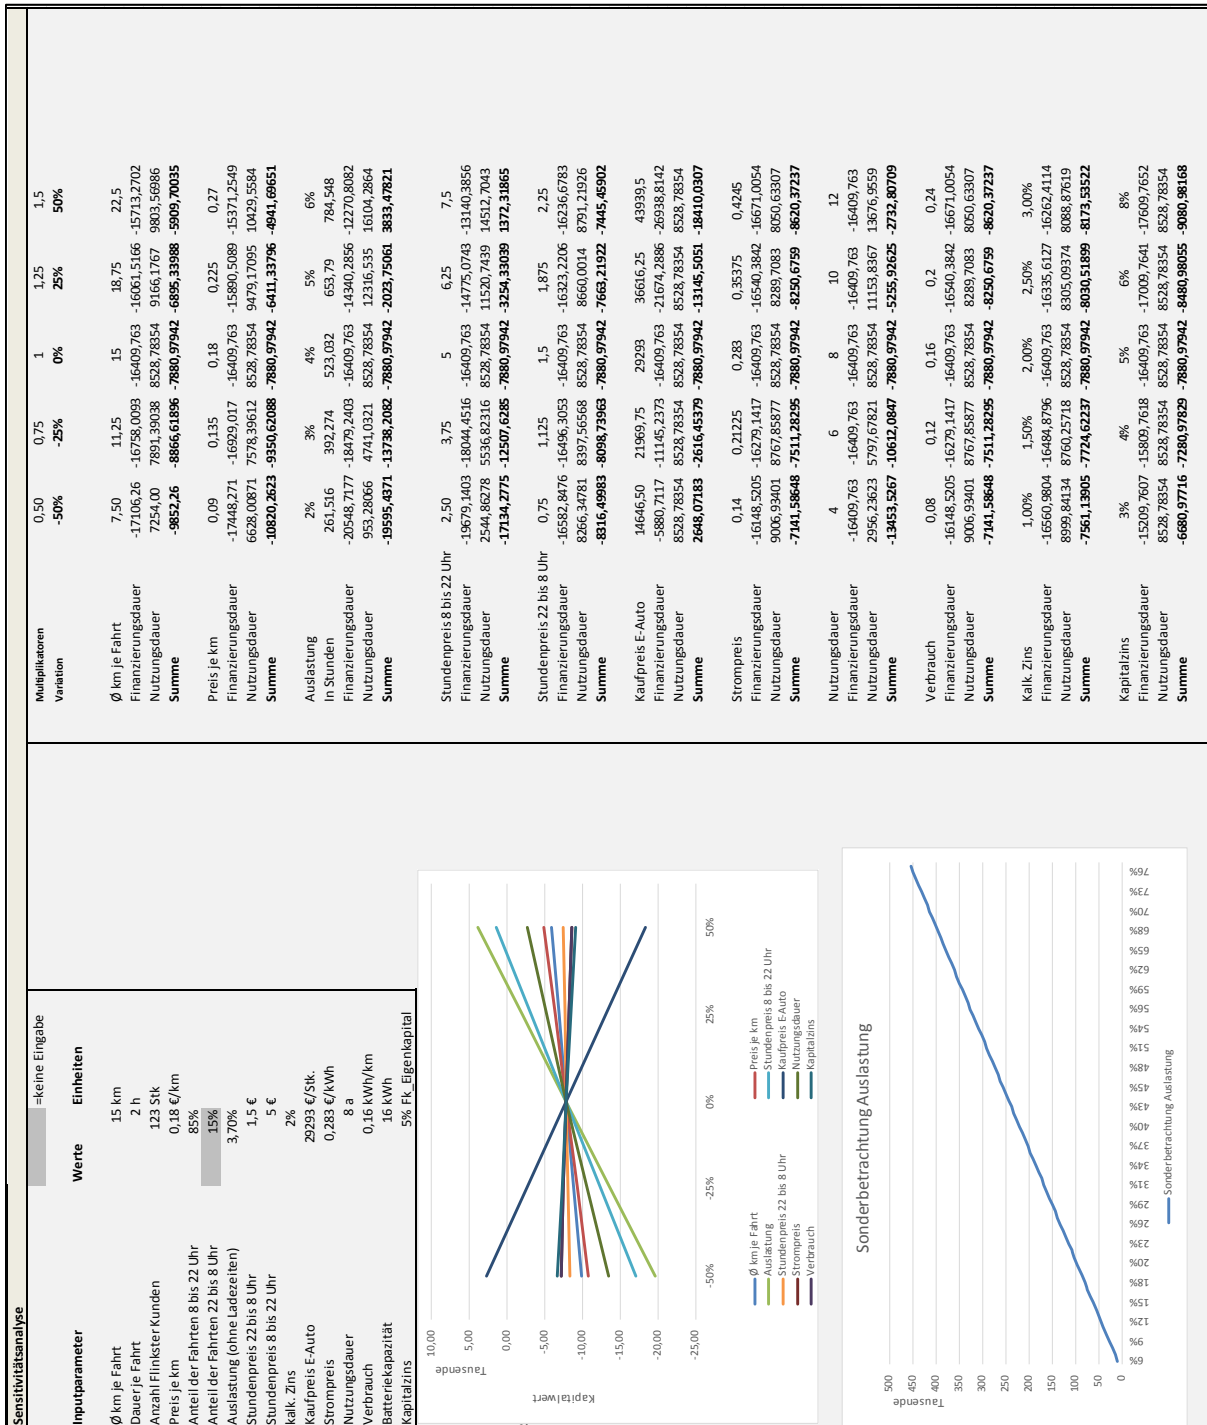 Sensitivitätsanalyse
=keine Eingabe
Inputparameter Werte Einheiten
Ø km je Fahrt 15 km
Dauer je Fahrt 2 h
Anzahl Flinkster Kunden 123 Stk
Preis je km 0,18 €/km
Anteil der Fahrten 8 bis 22 Uhr 85%
Anteil der Fahrten 22 bis 8 Uhr 15%
Auslastung (ohne Ladezeiten) 3,70%
Stundenpreis 22 bis 8 Uhr 1,5 €
Stundenpreis 8 bis 22 Uhr 5 €
kalk. Zins 2%
Kaufpreis E-Auto 29293 €/Stk.
Strompreis 0,283 €/kWh
Nutzungsdauer 8 a
Verbrauch 0,16 kWh/km
Batteriekapazität 16 kWh
Kapitalzins 5% Fk_Eigenkapital
Kapitalwert
Tausende
10,00
5,00
0,00
-5,00
-10,00
-15,00
-20,00
-25,00
-50% -25% 0% 25% 50%
Ø km je Fahrt Preis je km
Auslastung Stundenpreis 8 bis 22 Uhr
Stundenpreis 22 bis 8 Uhr Kaufpreis E-Auto
Strompreis Nutzungsdauer
Verbrauch Kapitalzins
Sonderbetrachtung Auslastung
Tausende
500
450
400
350
300
250
200
150
100
50
0
6% 9% 12% 15% 18% 20% 23% 26% 29% 31% 34% 37% 40% 43% 45% 48% 51% 54% 56% 59% 62% 65% 68% 70% 73% 76%
Sonderbetrachtung Auslastung
Multiplikatoren 0,50 0,75 1 1,25 1,5
Variation -50% -25% 0% 25% 50%
Ø km je Fahrt 7,50 11,25 15 18,75 22,5
Finanzierungsdauer -17106,26 -16758,0093 -16409,763 -16061,5166 -15713,2702
Nutzungsdauer 7254,00 7891,39038 8528,78354 9166,1767 9803,56986
Summe -9852,26 -8866,61896 -7880,97942 -6895,33988 -5909,70035
Preis je km 0,09 0,135 0,18 0,225 0,27
Finanzierungsdauer -17448,271 -16929,017 -16409,763 -15890,5089 -15371,2549
Nutzungsdauer 6628,00871 7578,39612 8528,78354 9479,17095 10429,5584
Summe -10820,2623 -9350,62088 -7880,97942 -6411,33796 -4941,69651
Auslastung 2% 3% 4% 5% 6%
In Stunden 261,516 392,274 523,032 653,79 784,548
Finanzierungsdauer -20548,7177 -18479,2403 -16409,763 -14340,2856 -12270,8082
Nutzungsdauer 953,28066 4741,0321 8528,78354 12316,535 16104,2864
Summe -19595,4371 -13738,2082 -7880,97942 -2023,75061 3833,47821
Stundenpreis 8 bis 22 Uhr 2,50 3,75 5 6,25 7,5
Finanzierungsdauer -19679,1403 -18044,4516 -16409,763 -14775,0743 -13140,3856
Nutzungsdauer 2544,86278 5536,82316 8528,78354 11520,7439 14512,7043
Summe -17134,2775 -12507,6285 -7880,97942 -3254,33039 1372,31865
Stundenpreis 22 bis 8 Uhr 0,75 1,125 1,5 1,875 2,25
Finanzierungsdauer -16582,8476 -16496,3053 -16409,763 -16323,2206 -16236,6783
Nutzungsdauer 8266,34781 8397,56568 8528,78354 8660,0014 8791,21926
Summe -8316,49983 -8098,73963 -7880,97942 -7663,21922 -7445,45902
Kaufpreis E-Auto 14646,50 21969,75 29293 36616,25 43939,5
Finanzierungsdauer -5880,7117 -11145,2373 -16409,763 -21674,2886 -26938,8142
Nutzungsdauer 8528,78354 8528,78354 8528,78354 8528,78354 8528,78354
Summe 2648,07183 -2616,45379 -7880,97942 -13145,5051 -18410,0307
Strompreis 0,14 0,21225 0,283 0,35375 0,4245
Finanzierungsdauer -16148,5205 -16279,1417 -16409,763 -16540,3842 -16671,0054
Nutzungsdauer 9006,93401 8767,85877 8528,78354 8289,7083 8050,63307
Summe -7141,58648 -7511,28295 -7880,97942 -8250,6759 -8620,37237
Nutzungsdauer 4 6 8 10 12
Finanzierungsdauer -16409,763 -16409,763 -16409,763 -16409,763 -16409,763
Nutzungsdauer 2956,23623 5797,67821 8528,78354 11153,8367 13676,9559
Summe -13453,5267 -10612,0847 -7880,97942 -5255,92625 -2732,80709
Verbrauch 0,08 0,12 0,16 0,2 0,24
Finanzierungsdauer -16148,5205 -16279,1417 -16409,763 -16540,3842 -16671,0054
Nutzungsdauer 9006,93401 8767,85877 8528,78354 8289,7083 8050,63307
Summe -7141,58648 -7511,28295 -7880,97942 -8250,6759 -8620,37237
Kalk. Zins 1,00% 1,50% 2,00% 2,50% 3,00%
Finanzierungsdauer -16560,9804 -16484,8796 -16409,763 -16335,6127 -16262,4114
Nutzungsdauer 8999,84134 8760,25718 8528,78354 8305,09374 8088,87619
Summe -7561,13905 -7724,62237 -7880,97942 -8030,51899 -8173,53522
Kapitalzins 3% 4% 5% 6% 8%
Finanzierungsdauer -15209,7607 -15809,7618 -16409,763 -17009,7641 -17609,7652
Nutzungsdauer 8528,78354 8528,78354 8528,78354 8528,78354 8528,78354
Summe -6680,97716 -7280,97829 -7880,97942 -8480,98055 -9080,98168